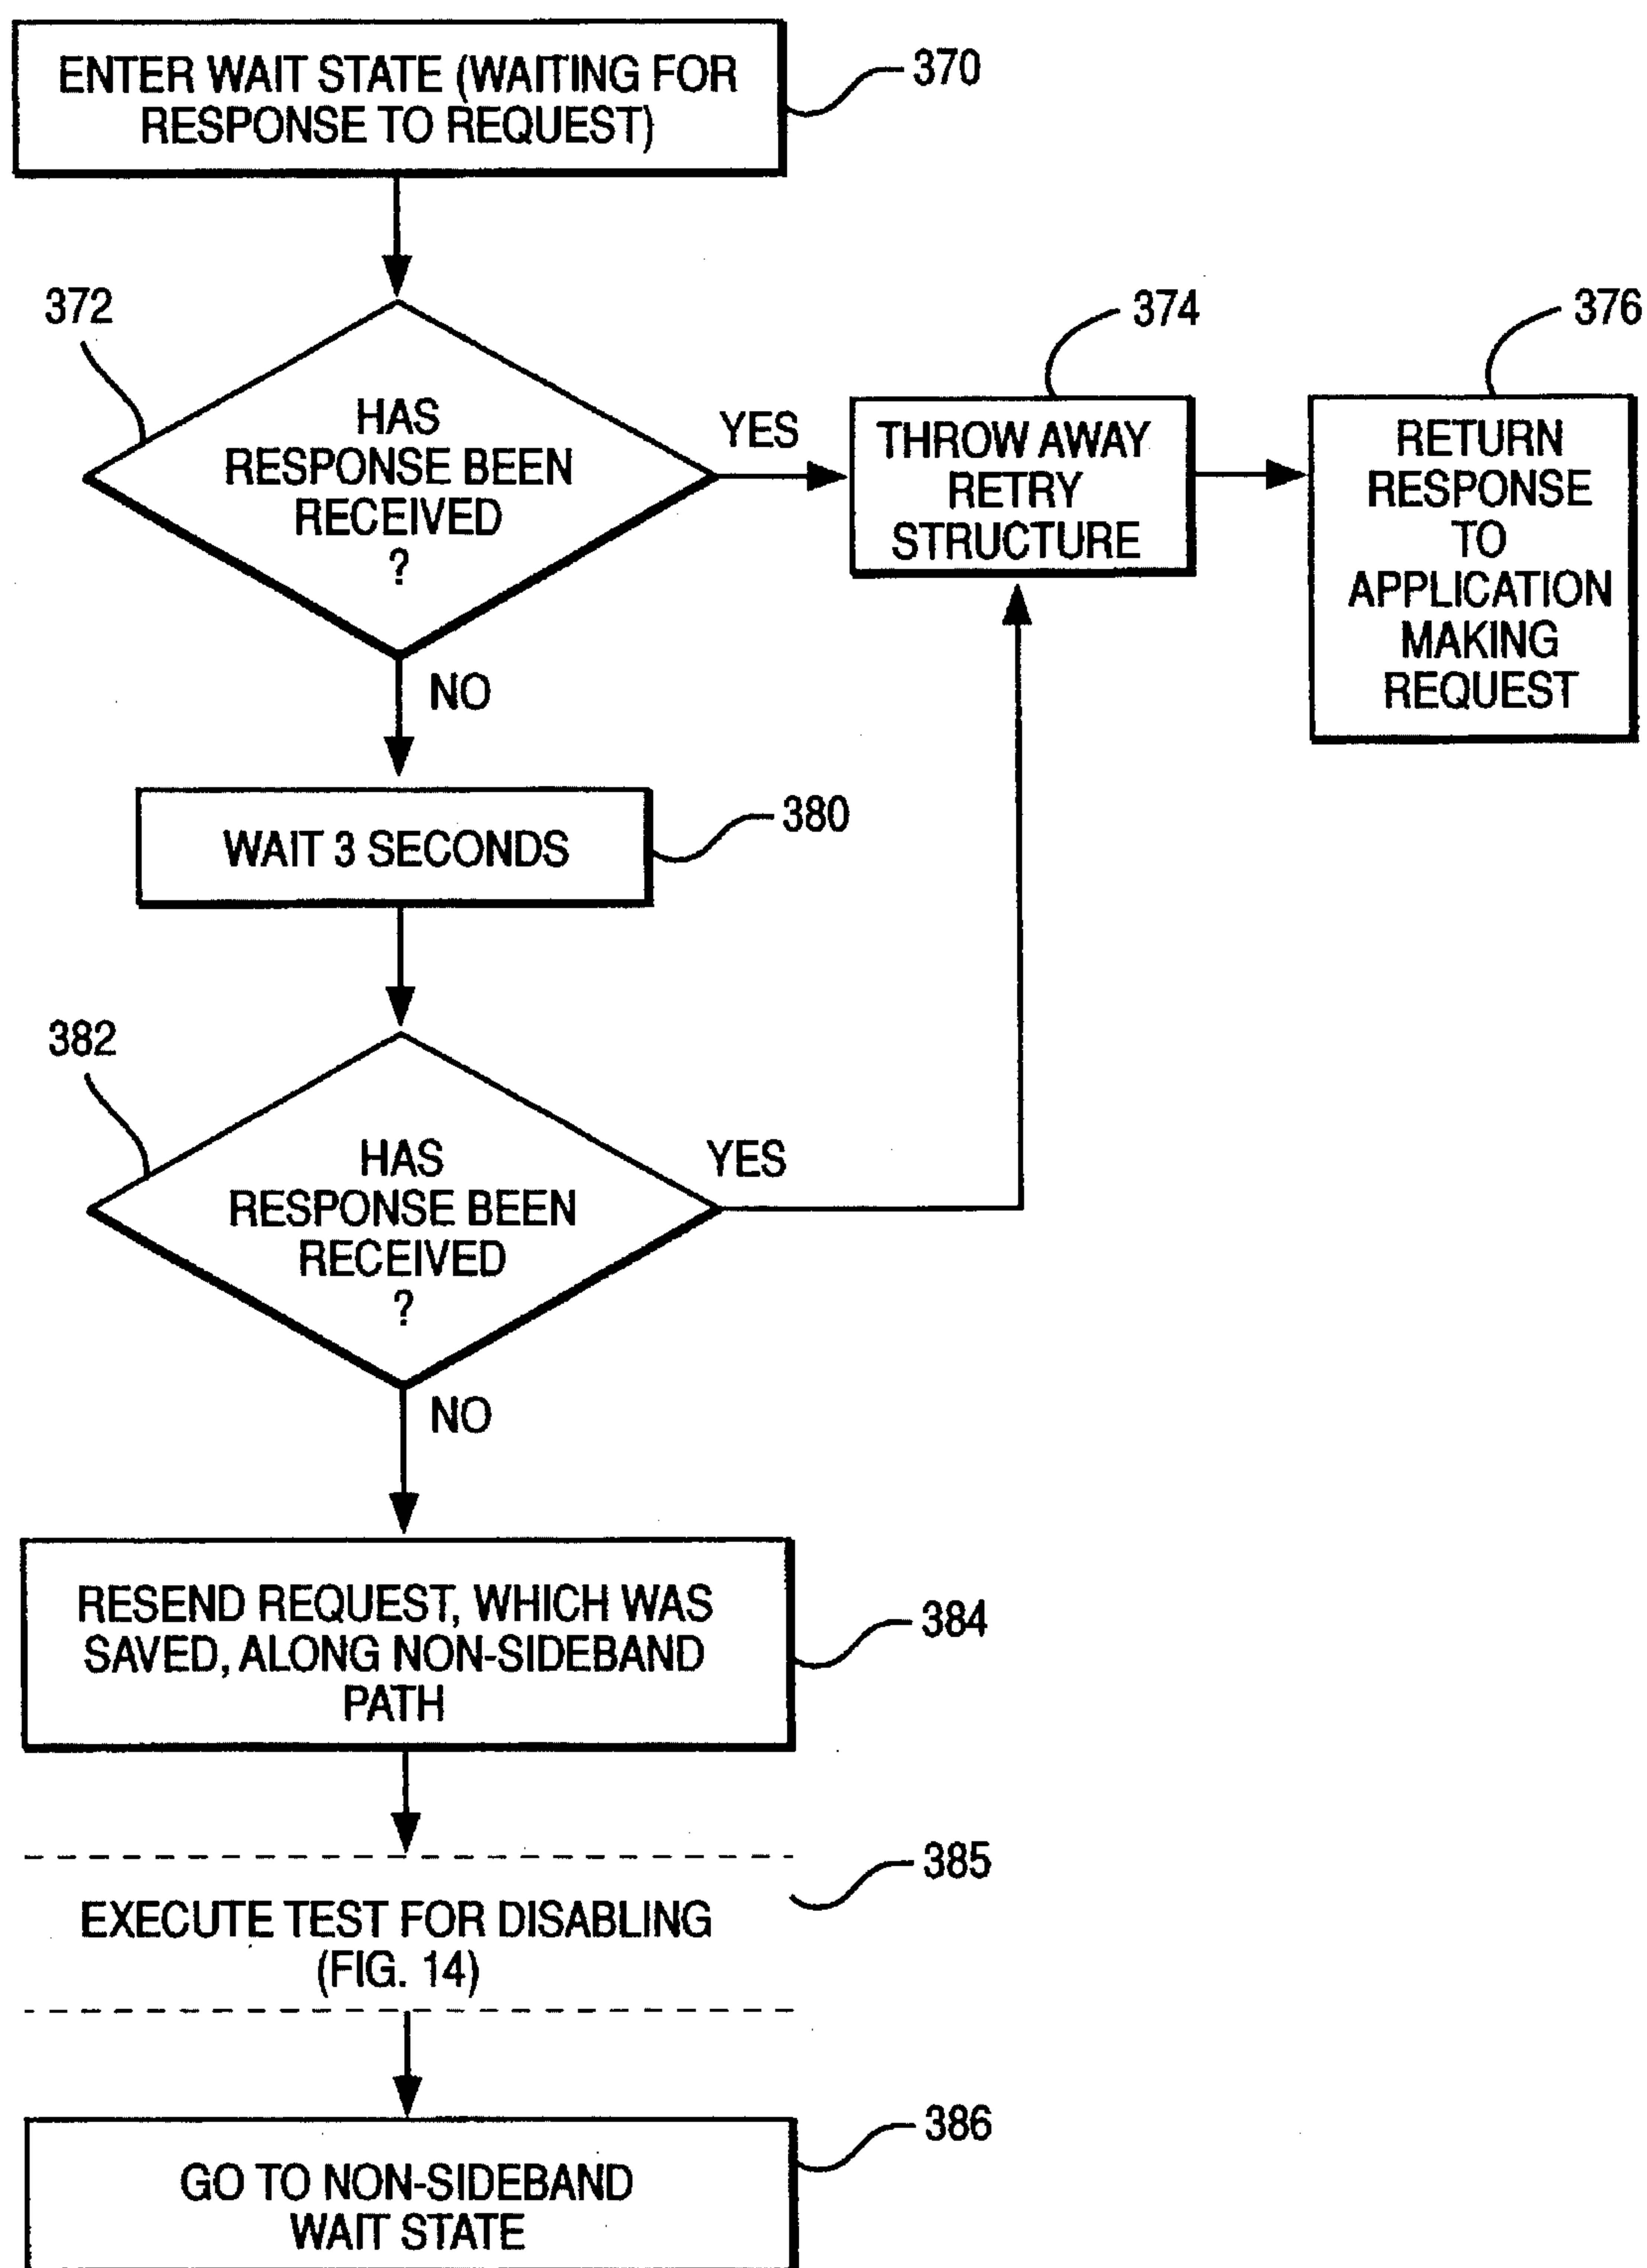 ENTER WAIT STATE (WAITING FOR
RESPONSE TO REQUEST)
370
372
HAS
RESPONSE BEEN
RECEIVED
?
YES
NO
374
THROW AWAY
RETRY
STRUCTURE
376
RETURN
RESPONSE
TO
APPLICATION
MAKING
REQUEST
WAIT 3 SECONDS
380
382
HAS
RESPONSE BEEN
RECEIVED
?
YES
NO
RESEND REQUEST, WHICH WAS
SAVED, ALONG NON-SIDEBAND
PATH
384
EXECUTE TEST FOR DISABLING
(FIG. 14)
385
GO TO NON-SIDEBAND
WAIT STATE
386